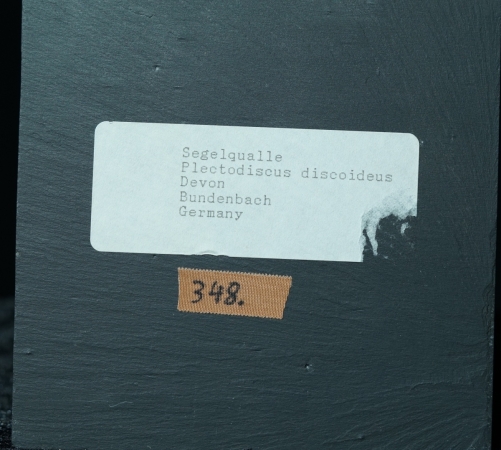 Segelqualle
Plectodiscus discoideus
Devon
Bundenbach
Germany
348.